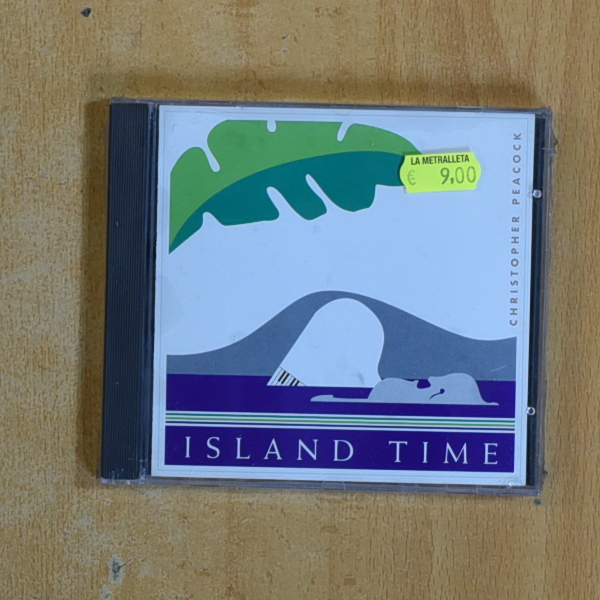 LA METRALLETA
€ 9,00
CHRISTOPHER PEACOCK
ISLAND TIME